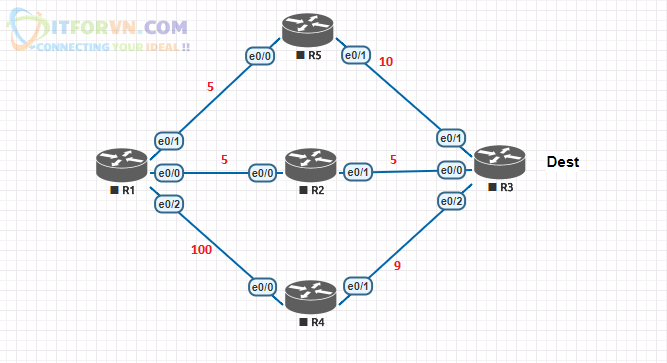 ITFORVN.COM
CONNECTING YOUR IDEAL !!
R5
e0/0
e0/1
10
5
e0/1
e0/1
R1
e0/0
5
e0/0
R2
e0/1
5
e0/0
R3
Dest
e0/2
e0/2
100
9
e0/0
e0/1
R4